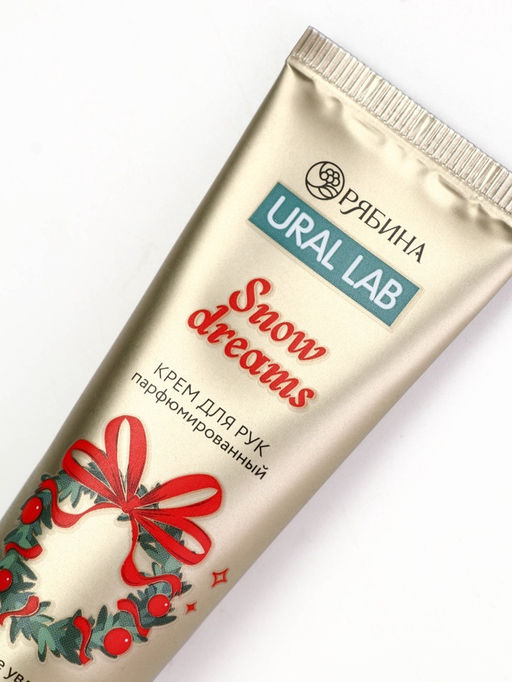 РЯБИНА
URAL LAB
Snow
dreams
КРЕМ ДЛЯ РУК
парфюмированный